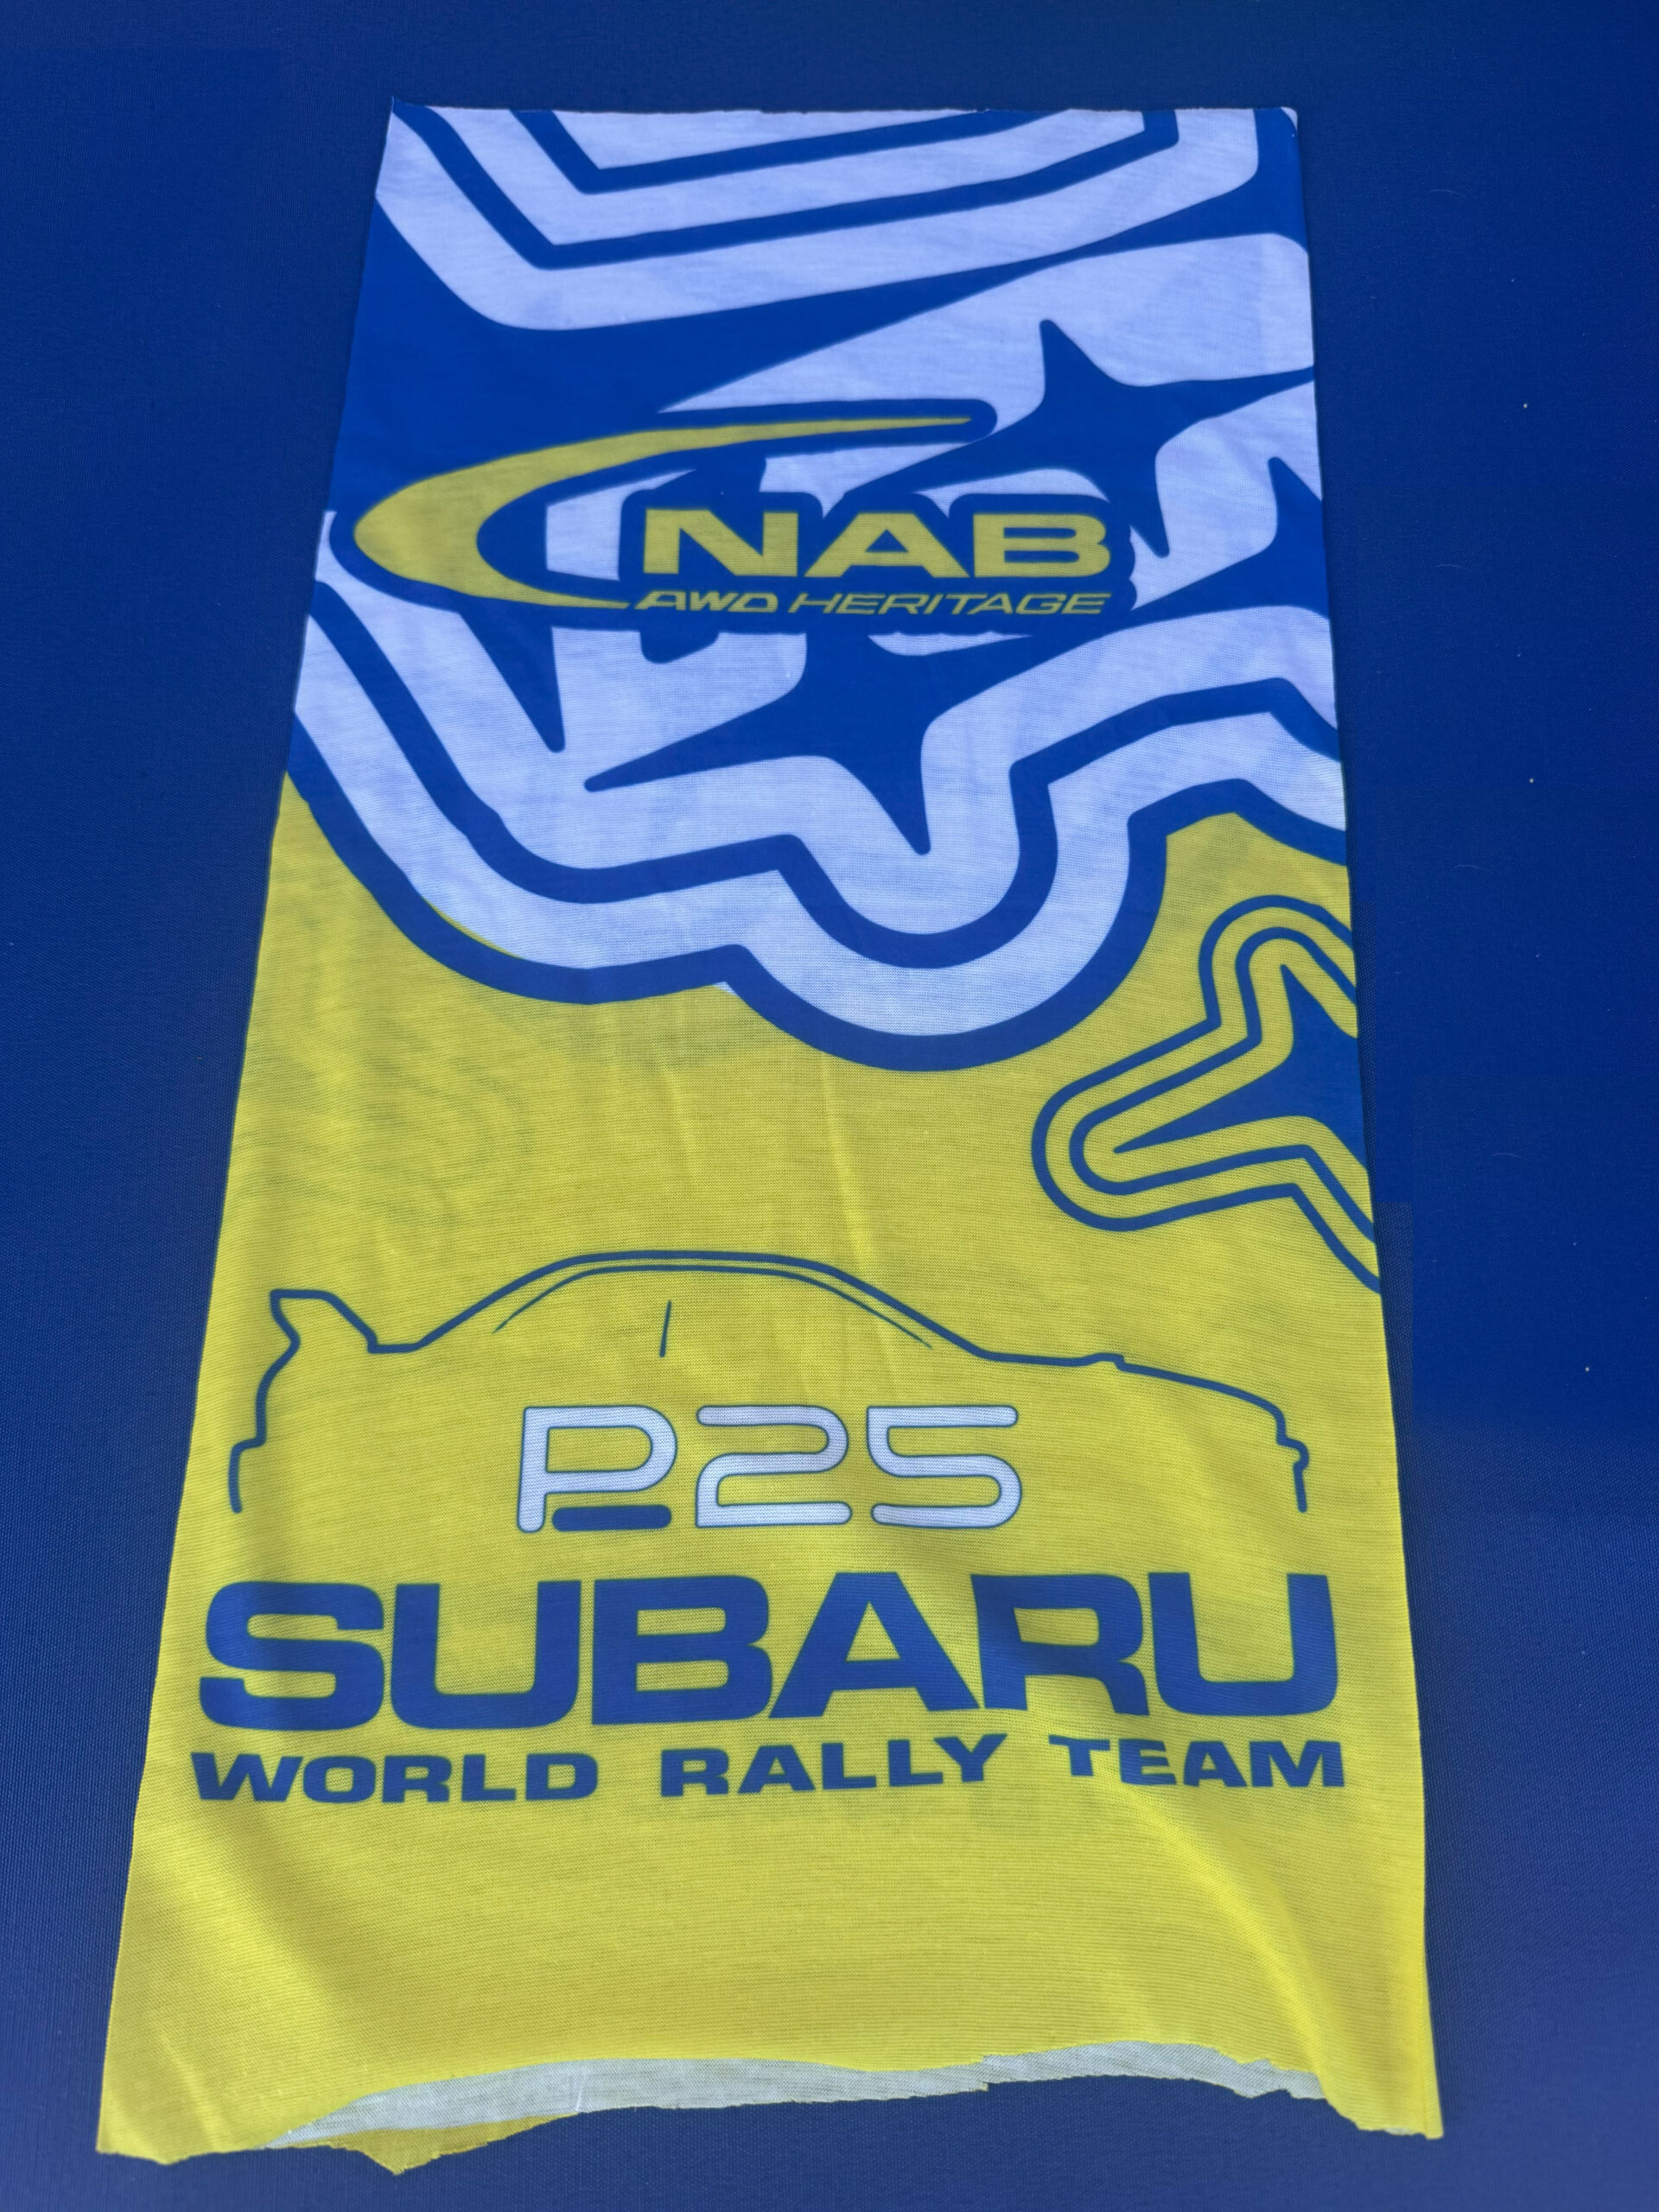 NAB
AWD HERITAGE
P25
SUBARU
WORLD RALLY TEAM